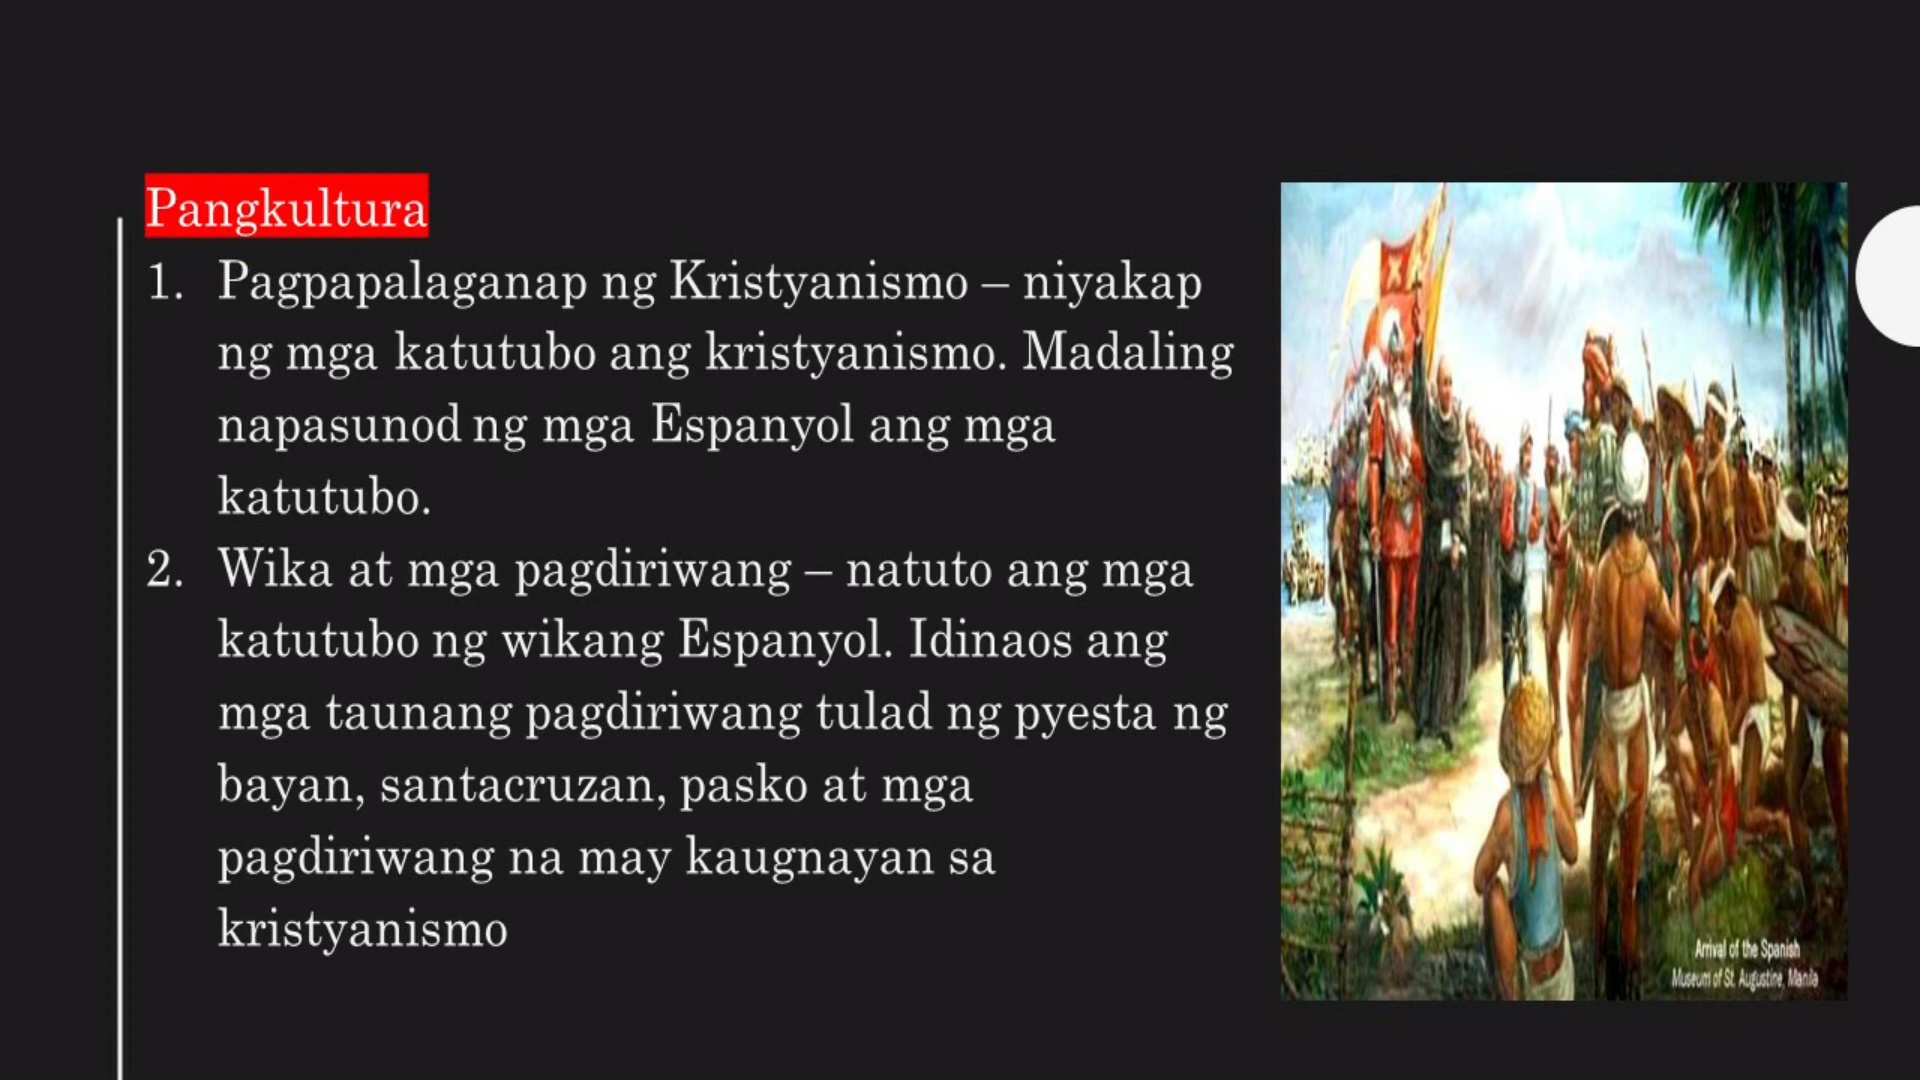 Pangkultura
1. Pagpapalaganap ng Kristyanismo – niyakap
ng mga katutubo ang kristyanismo. Madaling
napasunod ng mga Espanyol ang mga
katutubo.
2. Wika at mga pagdiriwang – natuto ang mga
katutubo ng wikang Espanyol. Idinaos ang
mga taunang pagdiriwang tulad ng pyesta ng
bayan, santacruzan, pasko at mga
pagdiriwang na may kaugnayan sa
kristyanismo
Arrival of the Spanish
Museum of St. Augustine, Manila